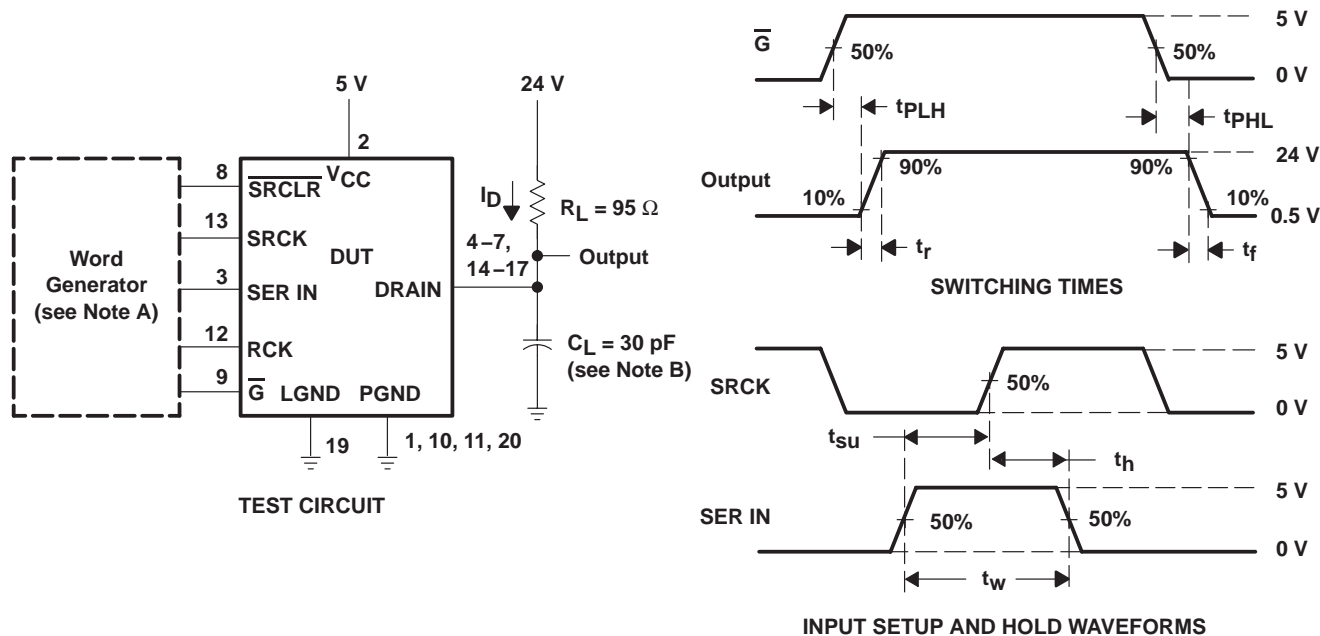 5 V
24 V
2
8
SRCLR
VCC
13
SRCK
Word
Generator
(see Note A)
DUT
3
SER IN
DRAIN
12
RCK
9
G
LGND
PGND
19
1, 10, 11, 20
ID
RL = 95 Ω
4–7,
14–17
Output
CL = 30 pF
(see Note B)
TEST CIRCUIT
G
50%
50%
5 V
0 V
tPLH
tPHL
Output
10%
90%
90%
10%
24 V
0.5 V
tr
tf
SWITCHING TIMES
SRCK
50%
5 V
0 V
tsu
th
SER IN
50%
50%
5 V
0 V
tw
INPUT SETUP AND HOLD WAVEFORMS